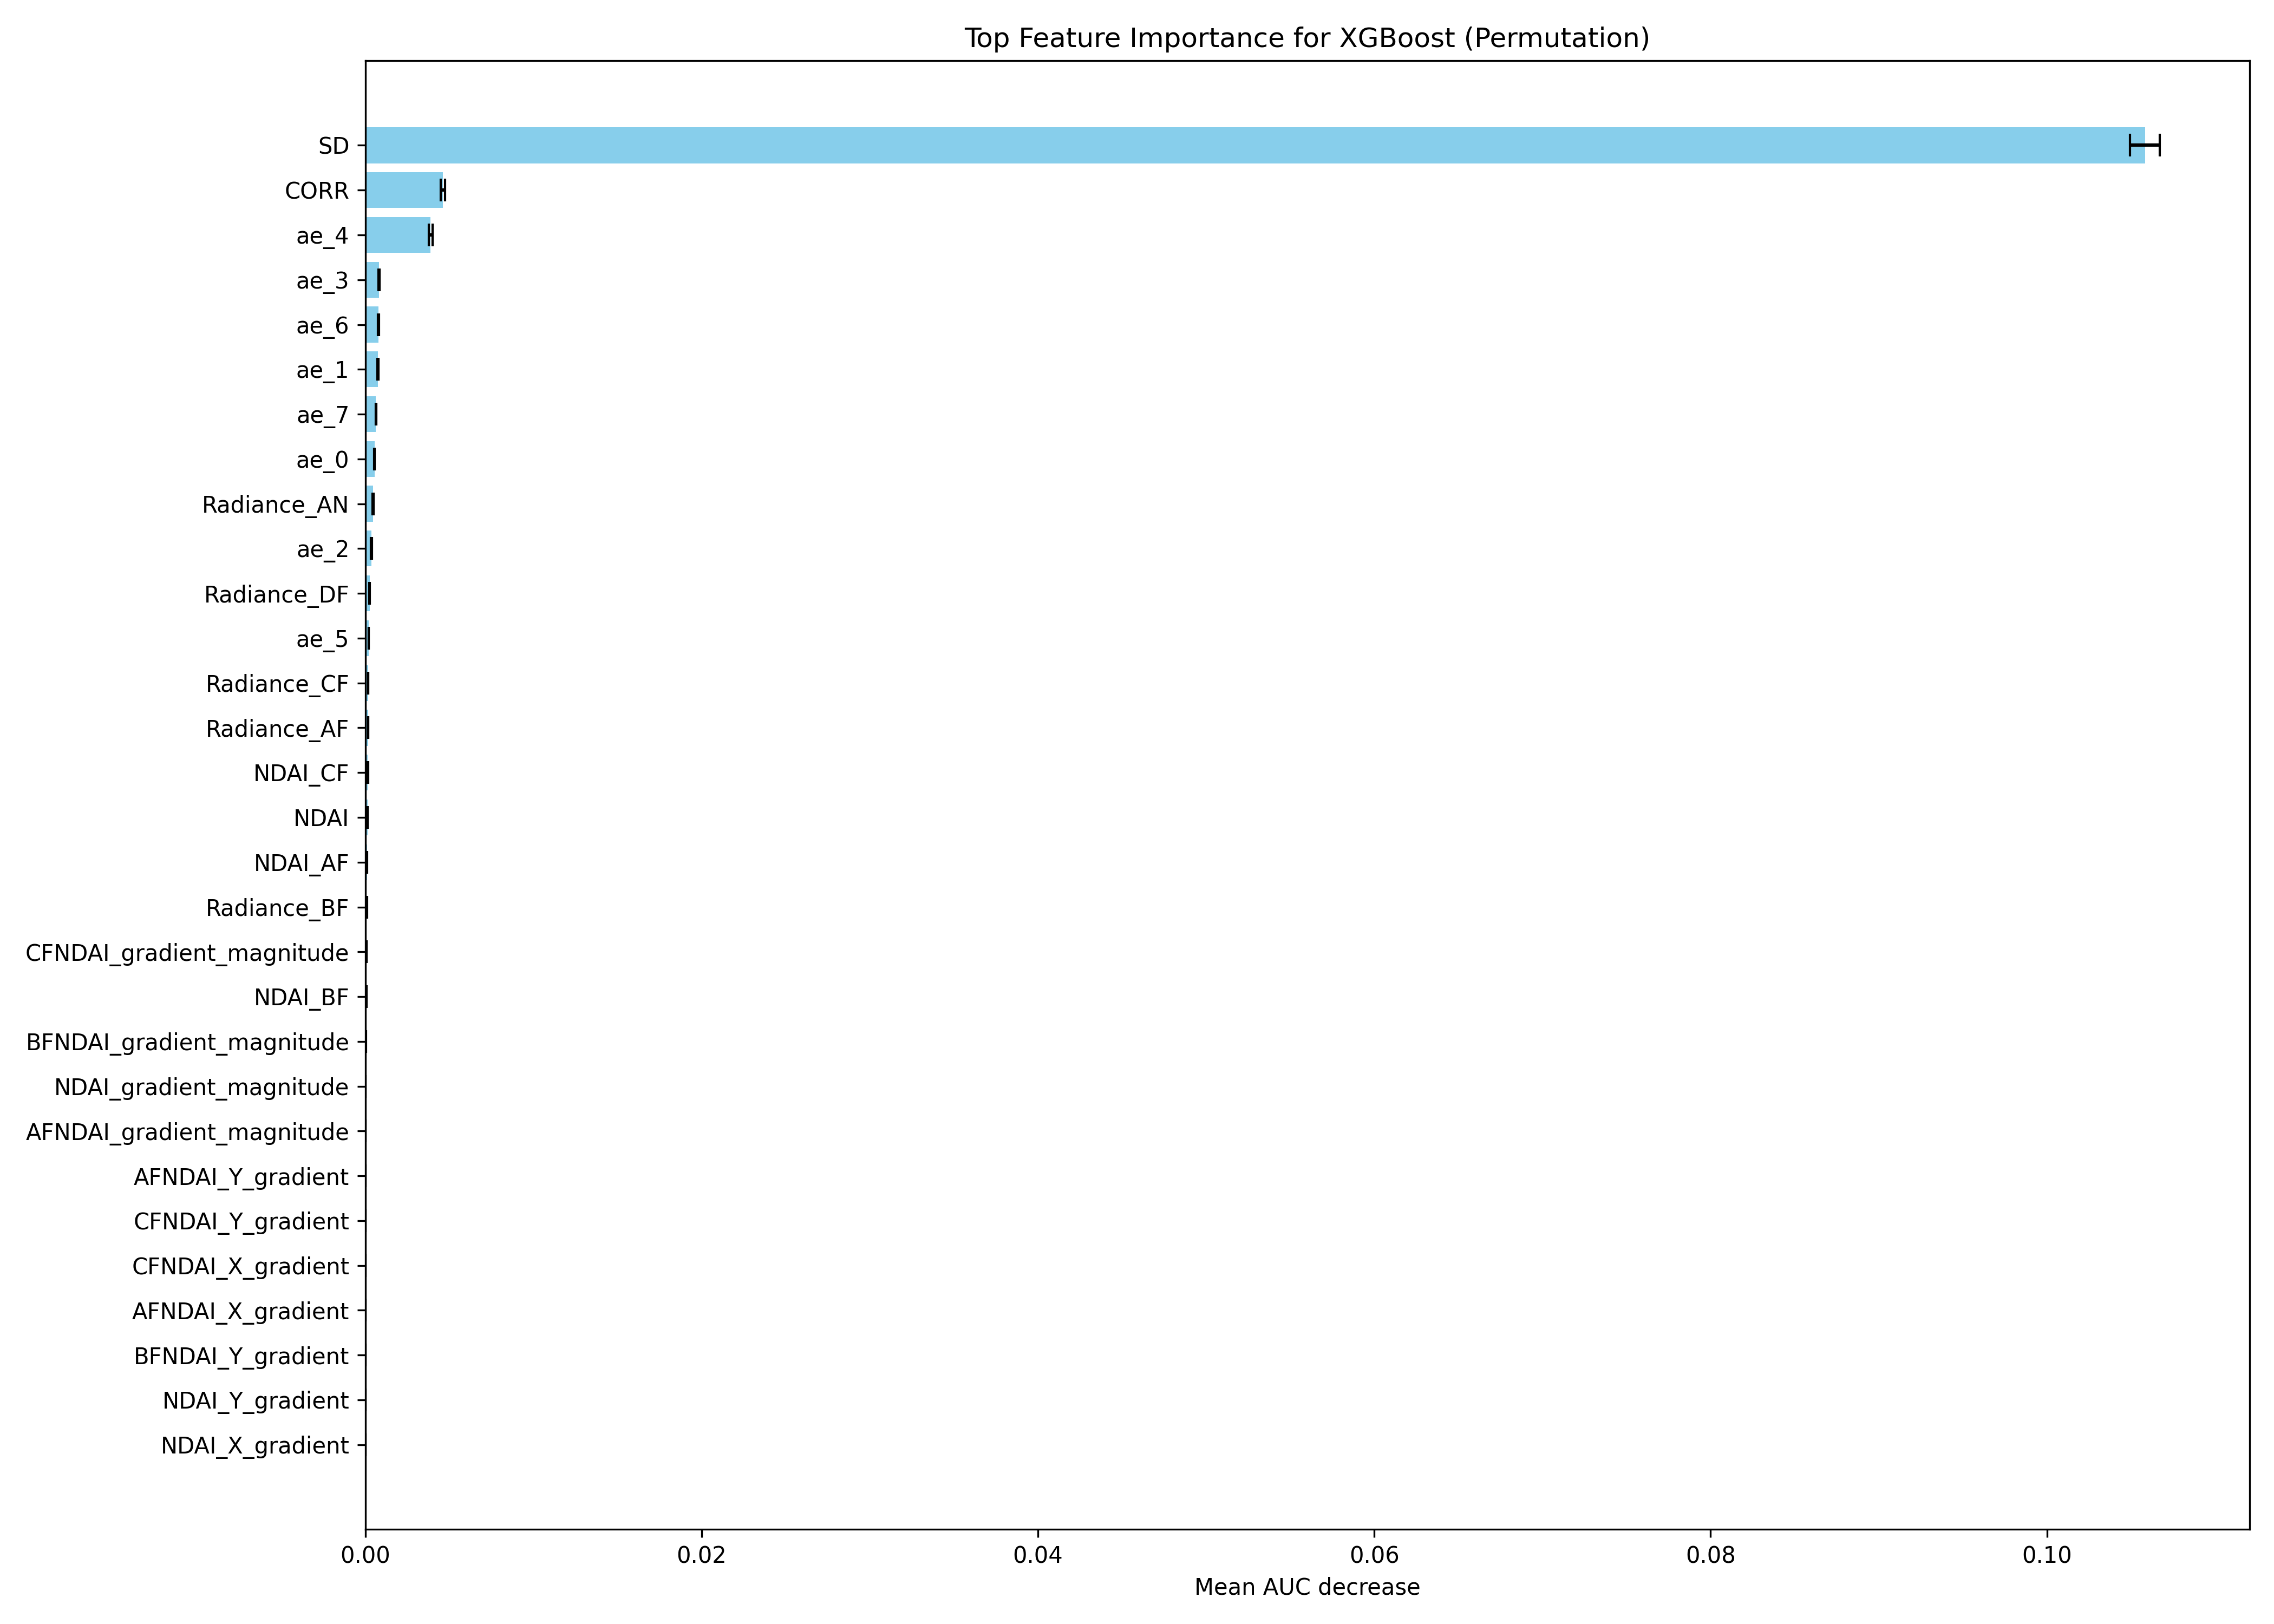 Top Feature Importance for XGBoost (Permutation)
SD
CORR
ae_4
ae_3
ae_6
ae_1
ae_7
ae_0
Radiance_AN
ae_2
Radiance_DF
ae_5
Radiance_CF
Radiance_AF
NDAI_CF
NDAI
NDAI_AF
Radiance_BF
CFNDAI_gradient_magnitude
NDAI_BF
BFNDAI_gradient_magnitude
NDAI_gradient_magnitude
AFNDAI_gradient_magnitude
AFNDAI_Y_gradient
CFNDAI_Y_gradient
CFNDAI_X_gradient
AFNDAI_X_gradient
BFNDAI_Y_gradient
NDAI_Y_gradient
NDAI_X_gradient
0.00 0.02 0.04 0.06 0.08 0.10
Mean AUC decrease